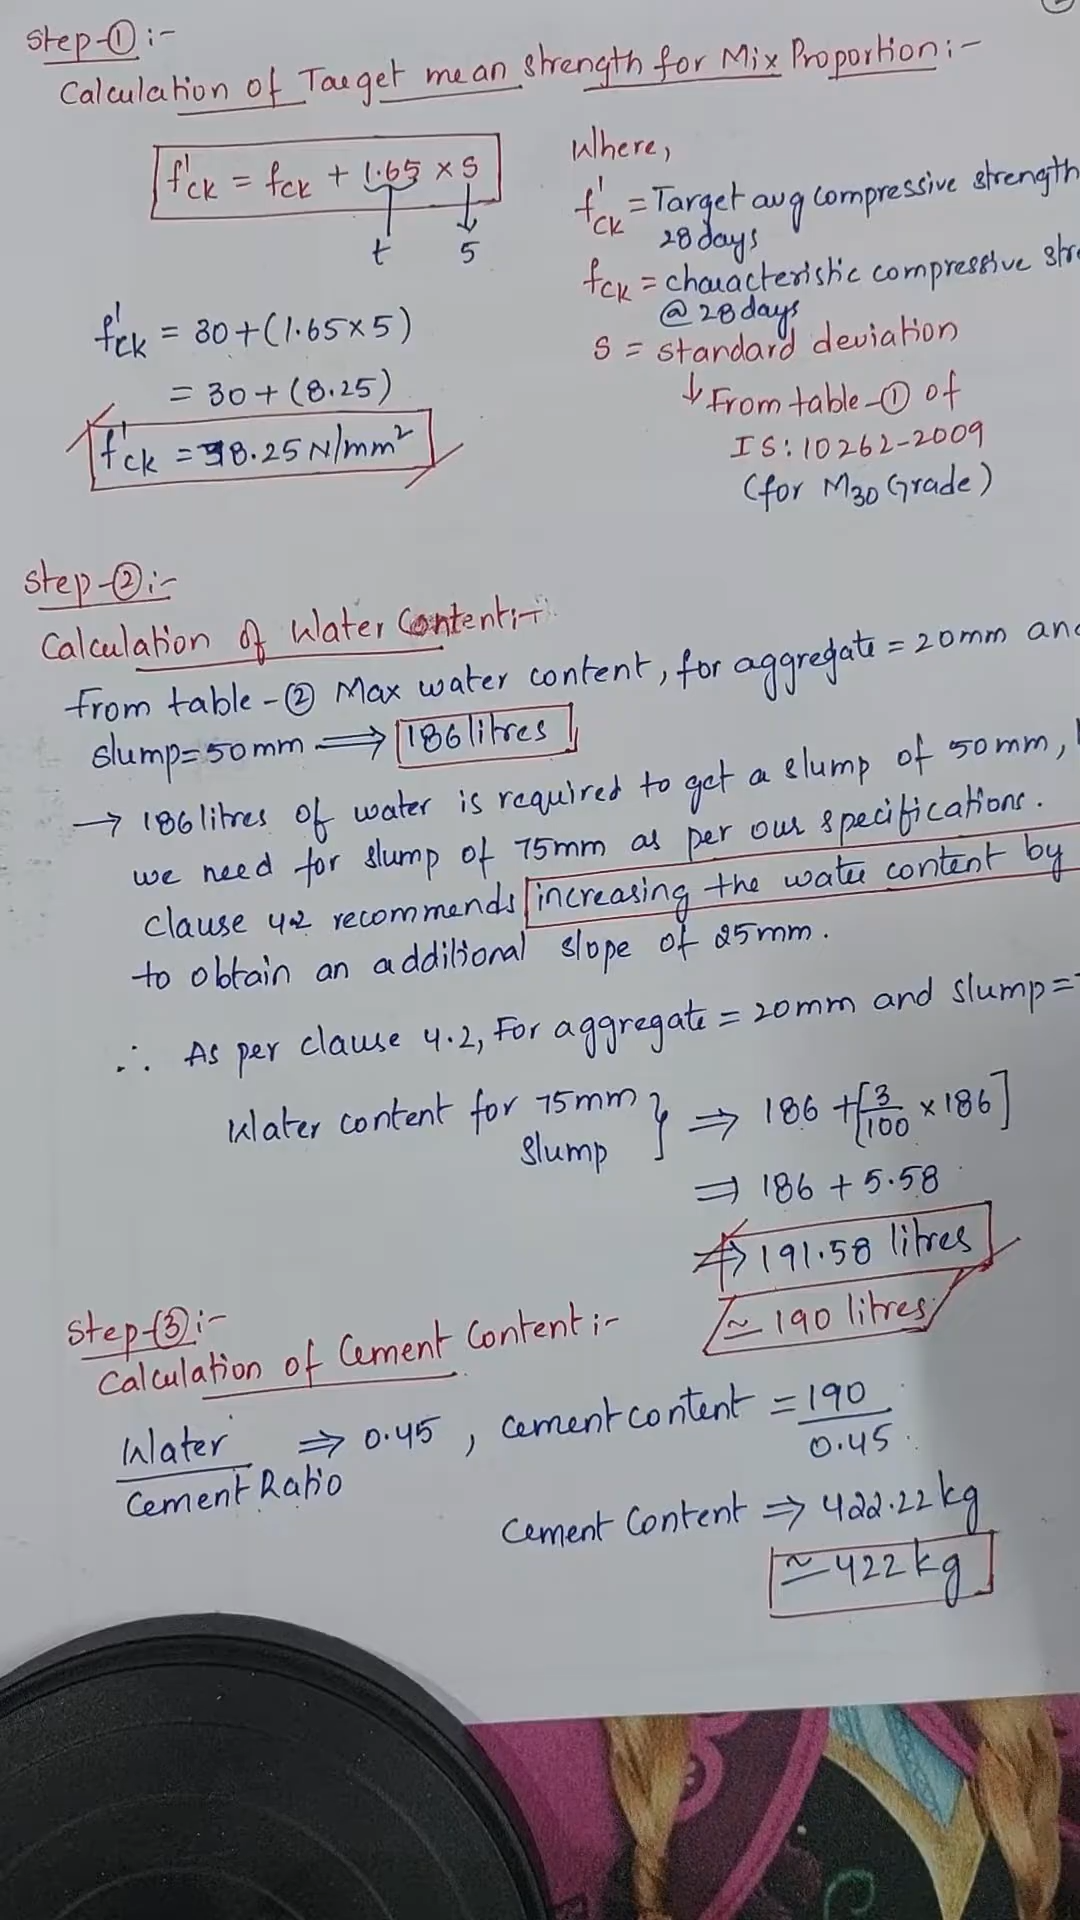 Step-①:-
Calculation of Target mean strength for Mix Proportion:-
f'ck = fck + 1.65 × S
t
5
Where,
f'ck = Target avg compressive strength
28 days
fck = characteristic compressive stre
@ 28 days
S = standard deviation
↓ From table-① of
IS: 10262-2009
(for M30 Grade)
f'ck = 30+(1.65×5)
= 30+(8.25)
f'ck = 38.25 N/mm²
Step-②:-
Calculation of Water Content:-
From table-② Max water content, for aggregate = 20mm and
slump=50mm ⟹ 186 litres
→ 186 litres of water is required to get a slump of 50mm,
we need for slump of 75mm as per our specifications.
clause 42 recommends increasing the water content by
to obtain an additional slope of 25mm.
∴ As per clause 4.2, For aggregate = 20mm and slump=
Water content for 75mm
slump } ⇒ 186 + [3/100 × 186]
⇒ 186 + 5.58
⇒ 191.58 litres
≃ 190 litres
Step-③:-
Calculation of Cement Content:-
Water
Cement Ratio ⇒ 0.45, cement content = 190/0.45
Cement Content ⇒ 422.22 kg
≃ 422 kg